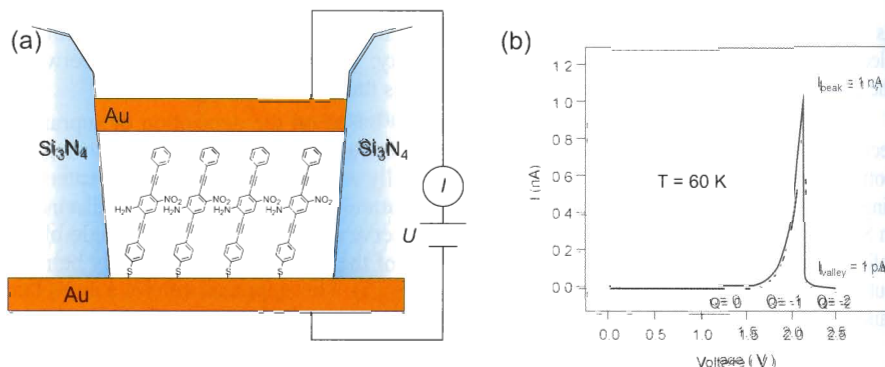 (a)
Au
Si3N4
Si3N4
NO2 NO2 NO2 NO2
H2N H2N H2N H2N
S S S S
Au
I
U
(b)
I (nA)
1 2
1 0
0 8
0 6
0 4
0 2
0 0
T = 60 K
Ipeak = 1 nA
Ivalley = 1 pA
Q= 0 Q= -1 Q= -2
0 0 0 5 1 0 1.5 2.0 2.5
Voltage ( V )